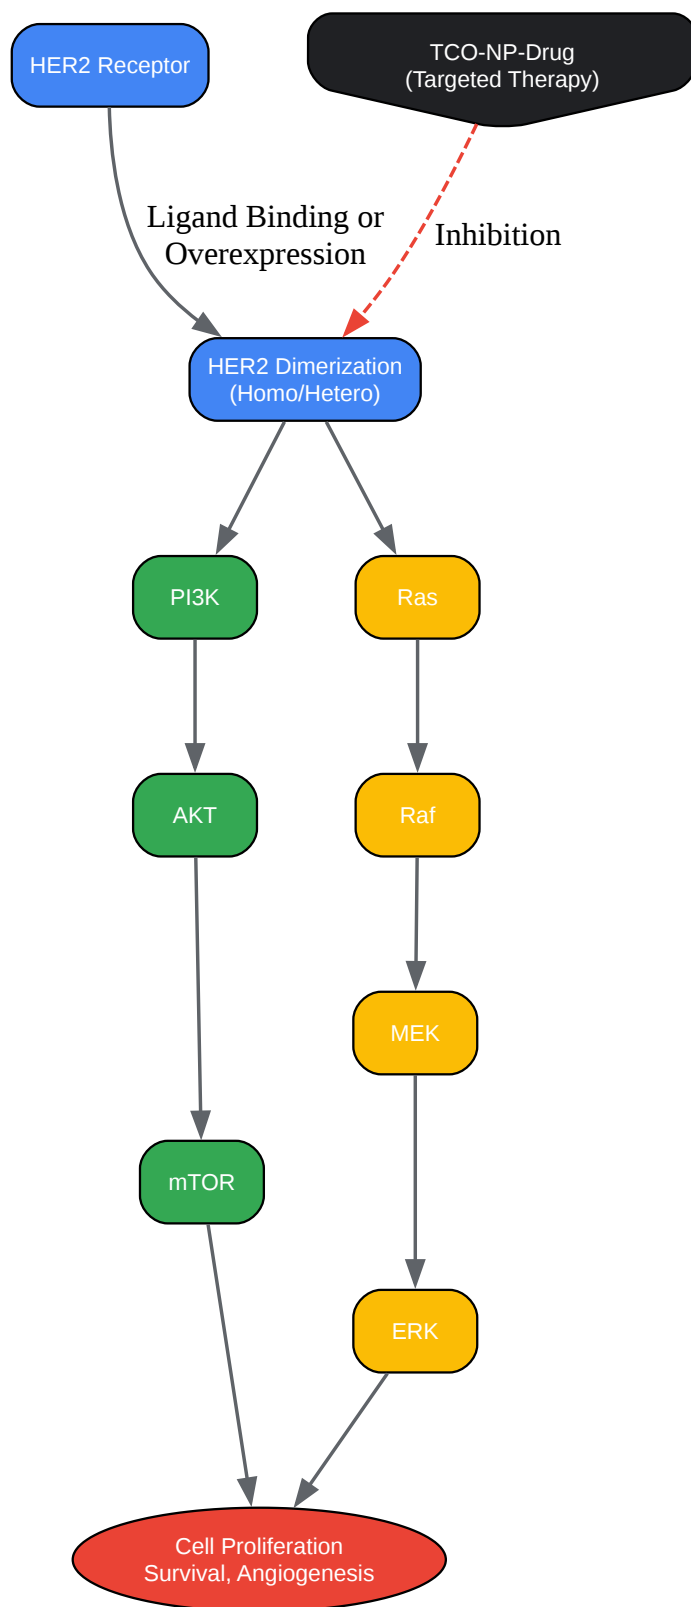 HER2 Receptor
TCO-NP-Drug
(Targeted Therapy)
Ligand Binding or
Overexpression
Inhibition
HER2 Dimerization
(Homo/Hetero)
PI3K
Ras
AKT
Raf
MEK
mTOR
ERK
Cell Proliferation
Survival, Angiogenesis